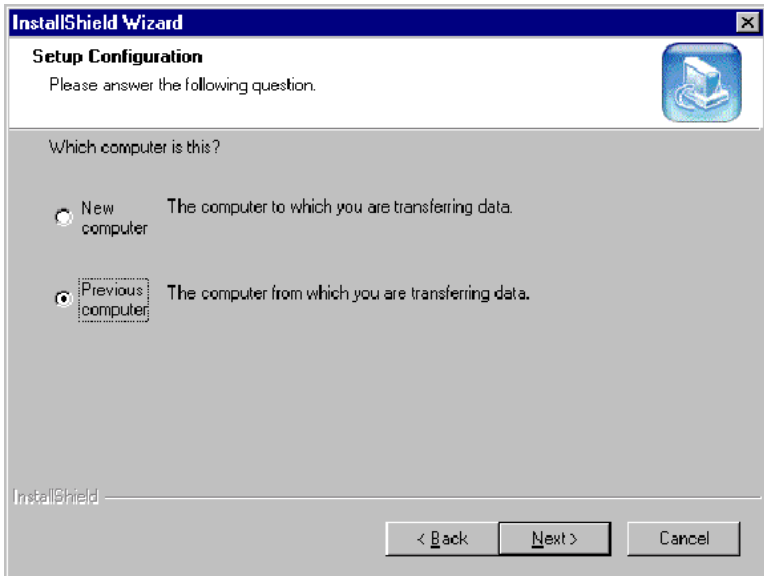 InstallShield Wizard
Setup Configuration
Please answer the following question.
Which computer is this?
New computer
The computer to which you are transferring data.
Previous computer
The computer from which you are transferring data.
InstallShield
< Back
Next >
Cancel